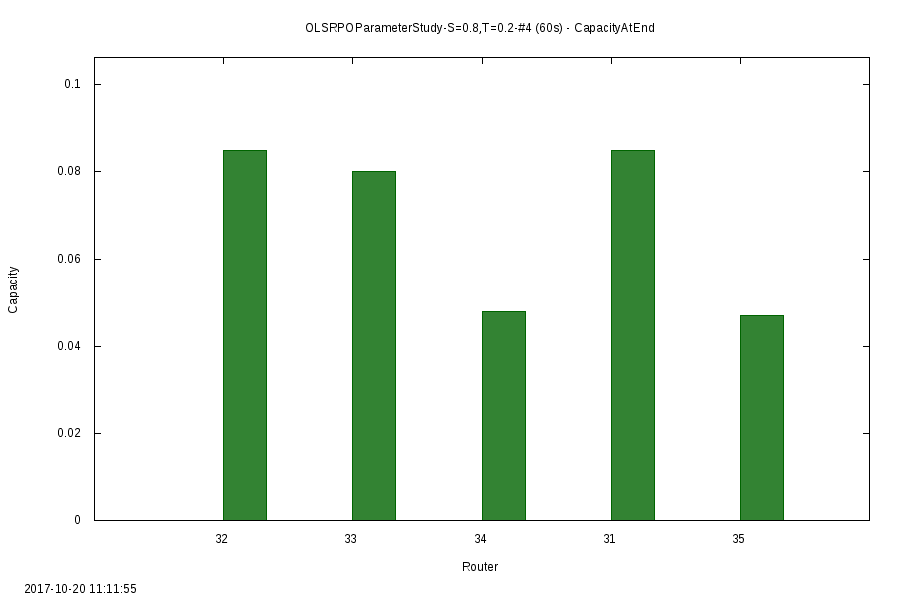 OLSRPOParameterStudy-S=0.8,T=0.2-#4 (60s) - CapacityAtEnd
0.1
0.08
0.06
0.04
0.02
0
Capacity
32 33 34 31 35
Router
2017-10-20 11:11:55